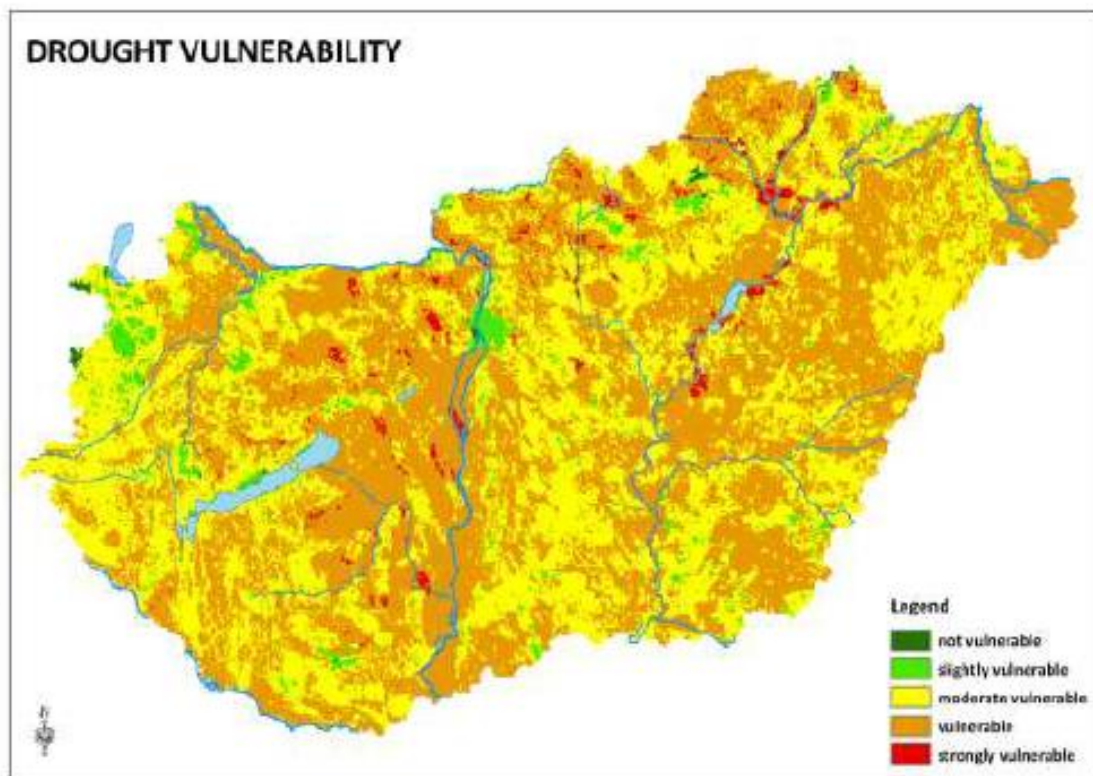 DROUGHT VULNERABILITY
Legend
not vulnerable
slightly vulnerable
moderate vulnerable
vulnerable
strongly vulnerable